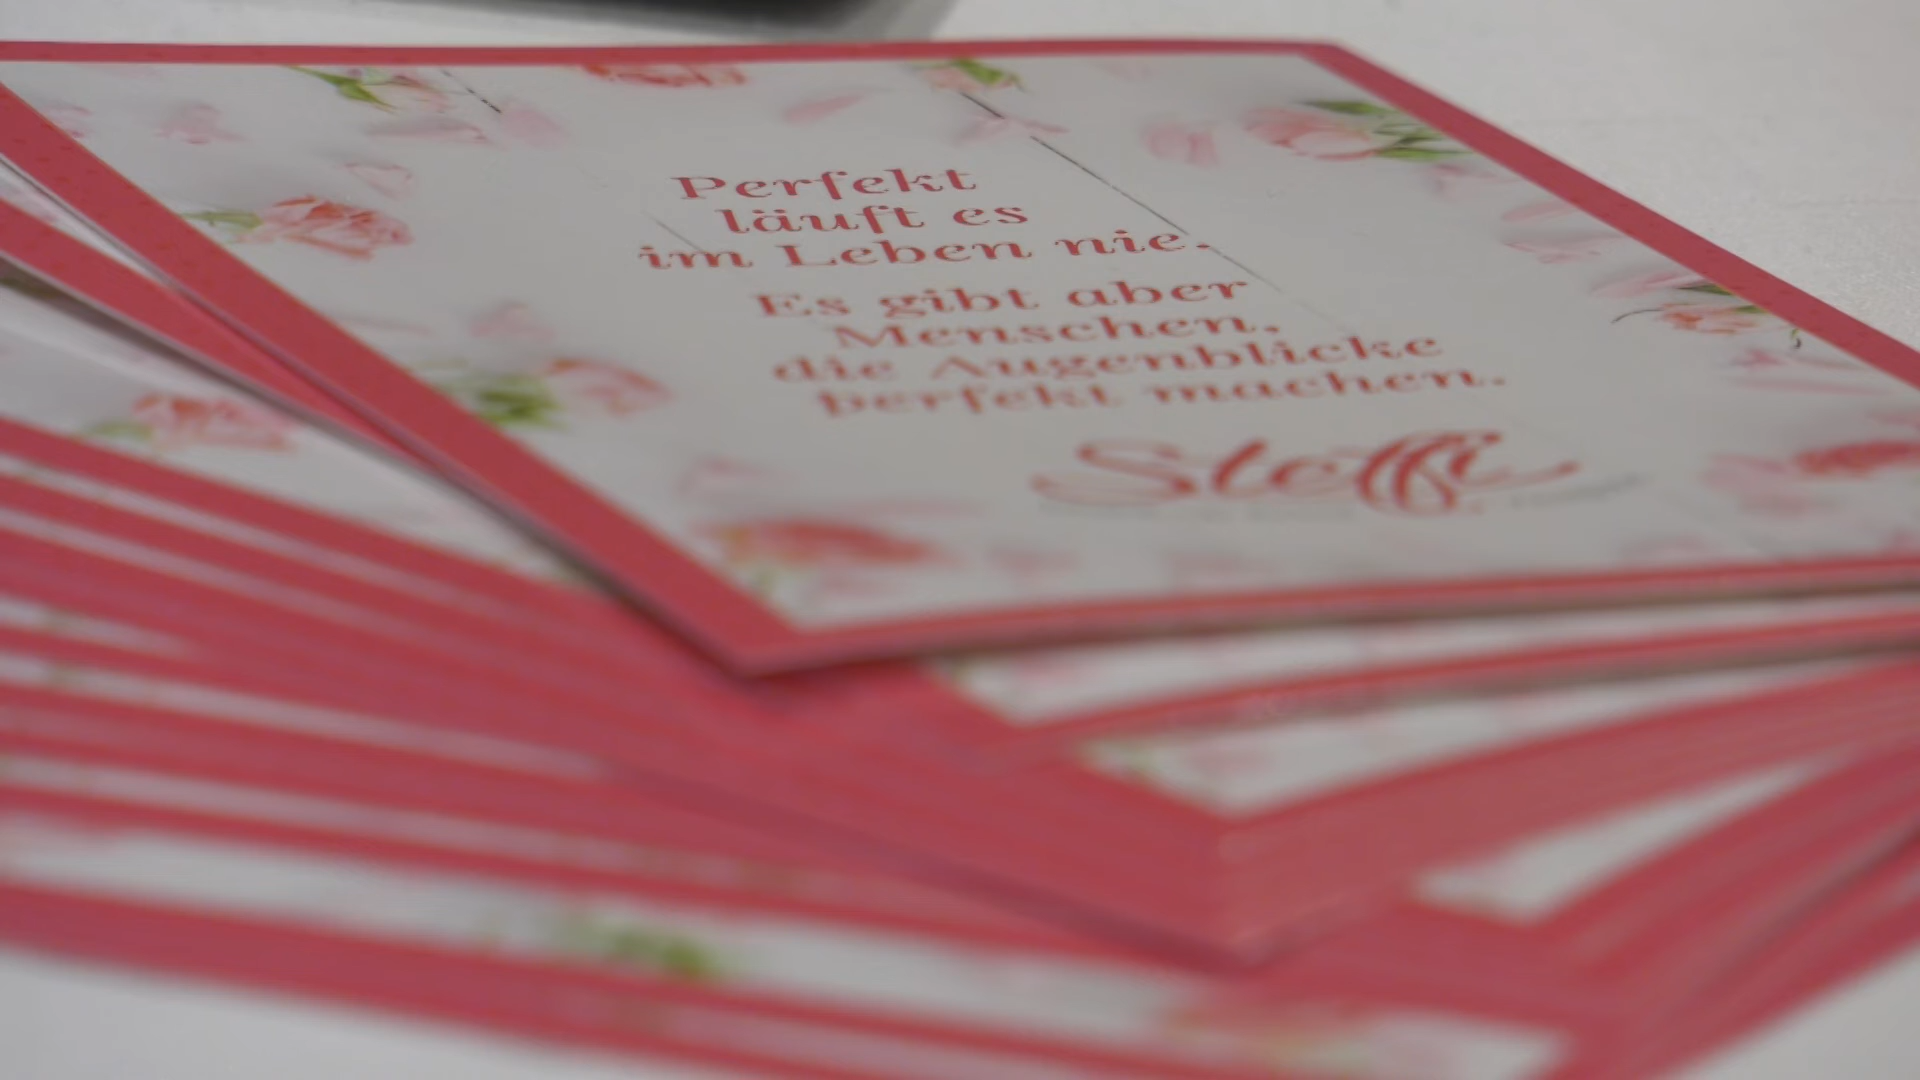 Perfekt
läuft es
im Leben nie.
Es gibt aber
Menschen,
die Augenblicke
perfekt machen.
Steffi